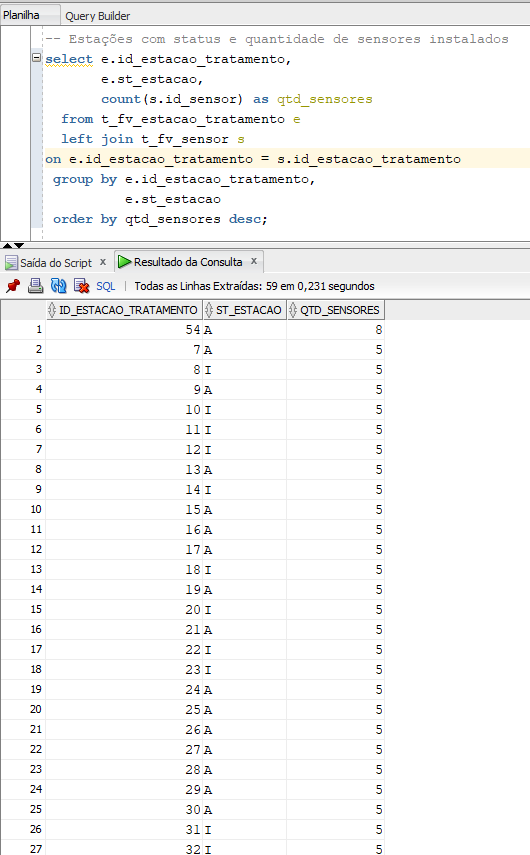 Planilha Query Builder
-- Estações com status e quantidade de sensores instalados
select e.id_estacao_tratamento,
e.st_estacao,
count(s.id_sensor) as qtd_sensores
from t_fv_estacao_tratamento e
left join t_fv_sensor s
on e.id_estacao_tratamento = s.id_estacao_tratamento
group by e.id_estacao_tratamento,
e.st_estacao
order by qtd_sensores desc;
Saída do Script x Resultado da Consulta x
SQL | Todas as Linhas Extraídas: 59 em 0,231 segundos
ID_ESTACAO_TRATAMENTO ST_ESTACAO QTD_SENSORES
1 54 A 8
2 7 A 5
3 8 I 5
4 9 A 5
5 10 I 5
6 11 I 5
7 12 I 5
8 13 A 5
9 14 I 5
10 15 A 5
11 16 A 5
12 17 A 5
13 18 I 5
14 19 A 5
15 20 I 5
16 21 A 5
17 22 I 5
18 23 I 5
19 24 A 5
20 25 A 5
21 26 A 5
22 27 A 5
23 28 A 5
24 29 A 5
25 30 A 5
26 31 I 5
27 32 I 5